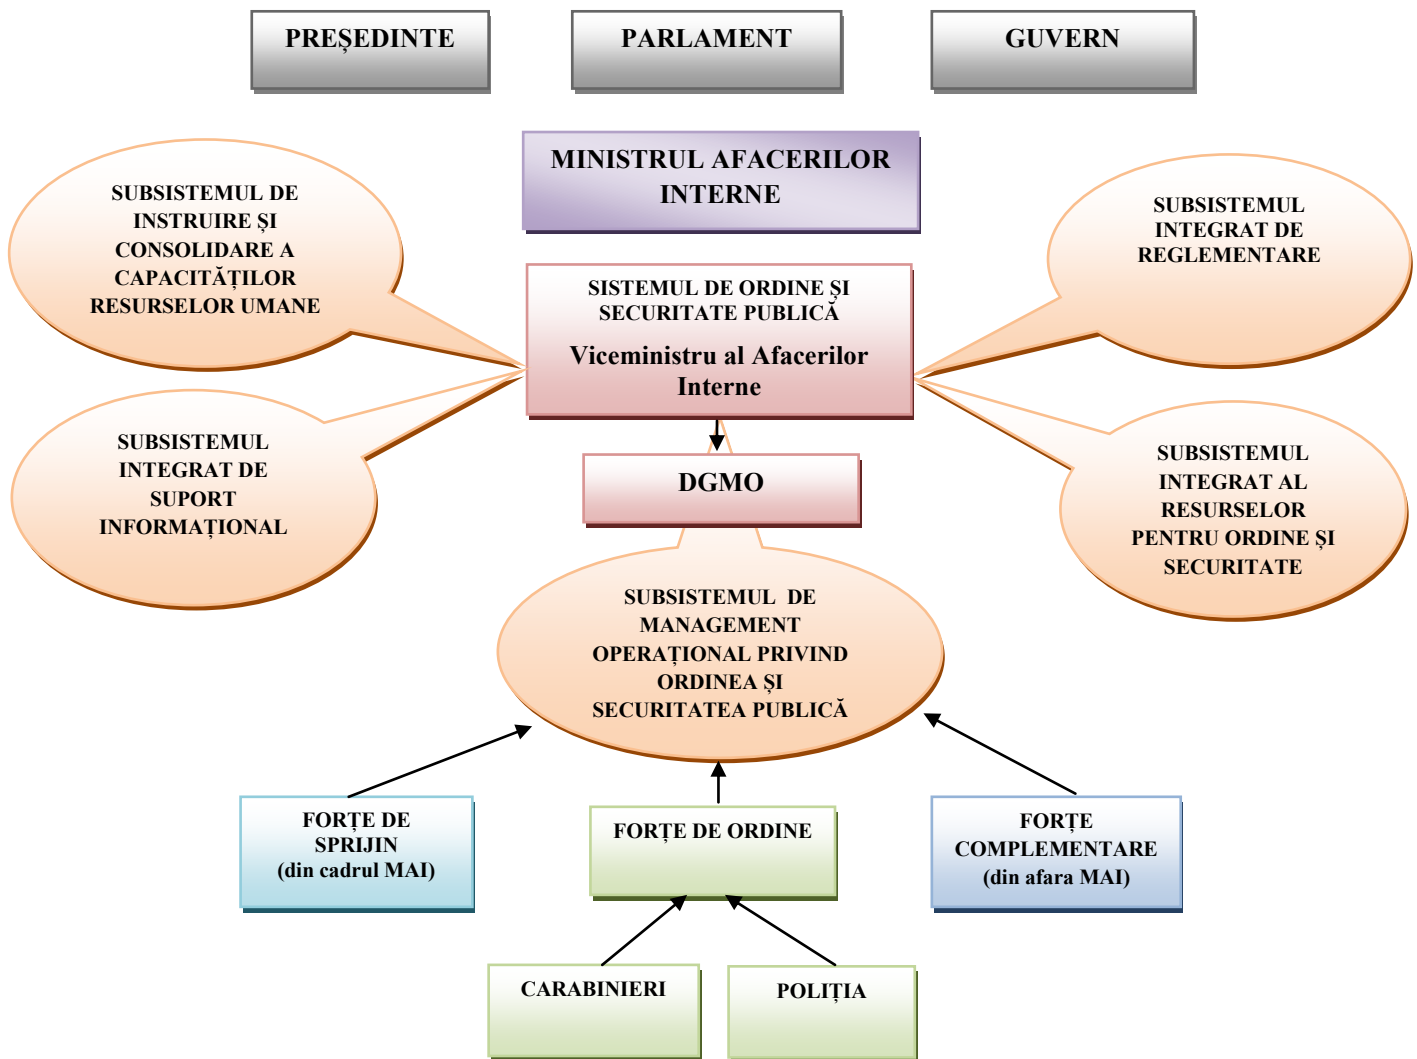 PREȘEDINTE
PARLAMENT
GUVERN
MINISTRUL AFACERILOR
INTERNE
SUBSISTEMUL DE
INSTRUIRE ȘI
CONSOLIDARE A
CAPACITĂȚILOR
RESURSELOR UMANE
SUBSISTEMUL
INTEGRAT DE
REGLEMENTARE
SISTEMUL DE ORDINE ȘI
SECURITATE PUBLICĂ
Viceministru al Afacerilor
Interne
SUBSISTEMUL
INTEGRAT DE
SUPORT
INFORMAȚIONAL
DGMO
SUBSISTEMUL
INTEGRAT AL
RESURSELOR
PENTRU ORDINE ȘI
SECURITATE
SUBSISTEMUL DE
MANAGEMENT
OPERAȚIONAL PRIVIND
ORDINEA ȘI
SECURITATEA PUBLICĂ
FORȚE DE
SPRIJIN
(din cadrul MAI)
FORȚE DE ORDINE
FORȚE
COMPLEMENTARE
(din afara MAI)
CARABINIERI
POLIȚIA